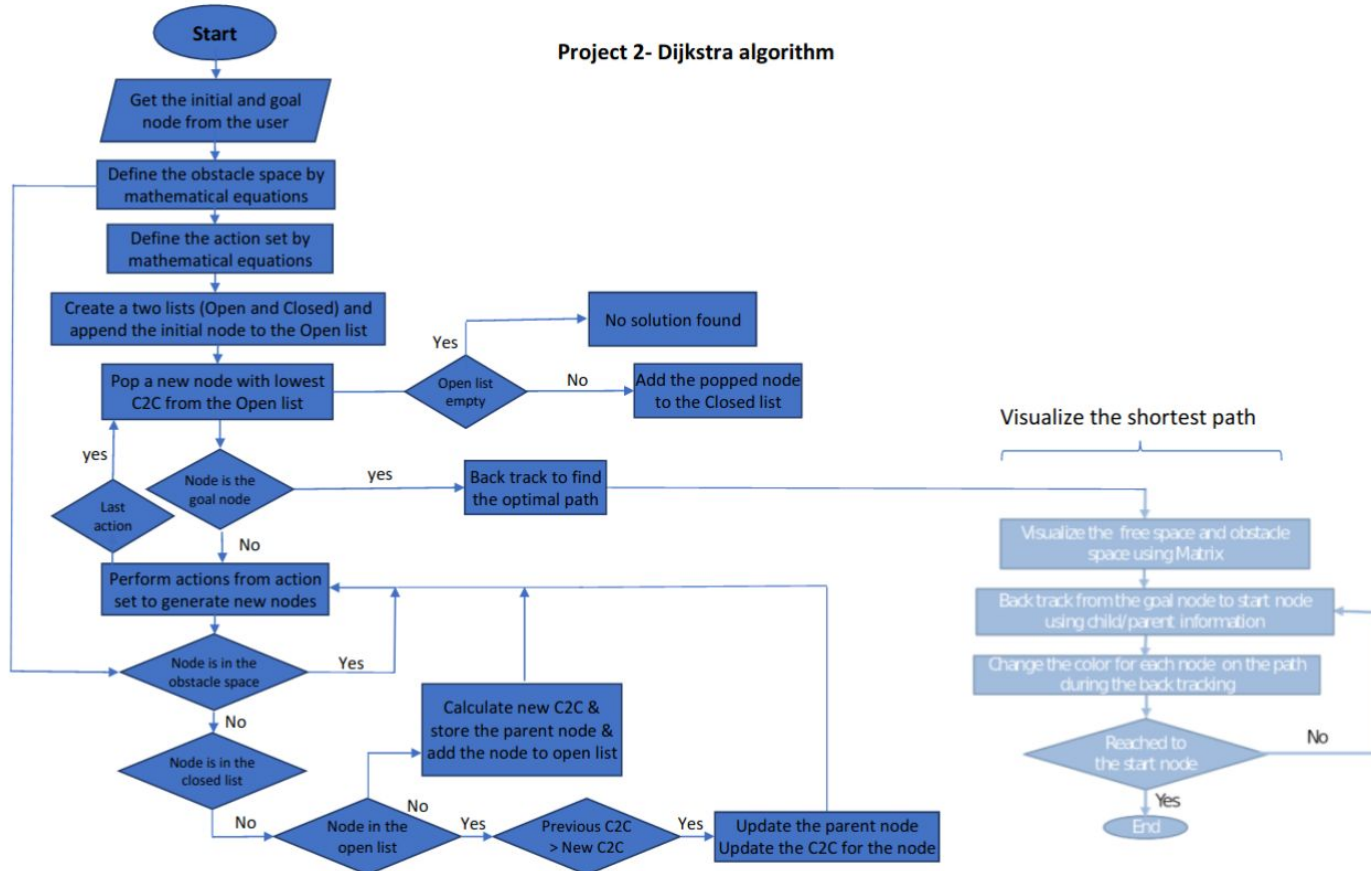 Project 2- Dijkstra algorithm
Start
Get the initial and goal
node from the user
Define the obstacle space by
mathematical equations
Define the action set by
mathematical equations
Create a two lists (Open and Closed) and
append the initial node to the Open list
No solution found
Yes
Pop a new node with lowest
C2C from the Open list
Open list
empty
No
Add the popped node
to the Closed list
yes
Node is the
goal node
yes
Back track to find
the optimal path
Last
action
No
Perform actions from action
set to generate new nodes
Node is in the
obstacle space
Yes
No
Calculate new C2C &
store the parent node &
add the node to open list
Node is in the
closed list
No
No
Node in the
open list
Yes
Previous C2C
> New C2C
Yes
Update the parent node
Update the C2C for the node
Visualize the shortest path
Visualize the free space and obstacle
space using Matrix
Back track from the goal node to start node
using child/parent information
Change the color for each node on the path
during the back tracking
Reached to
the start node
No
Yes
End